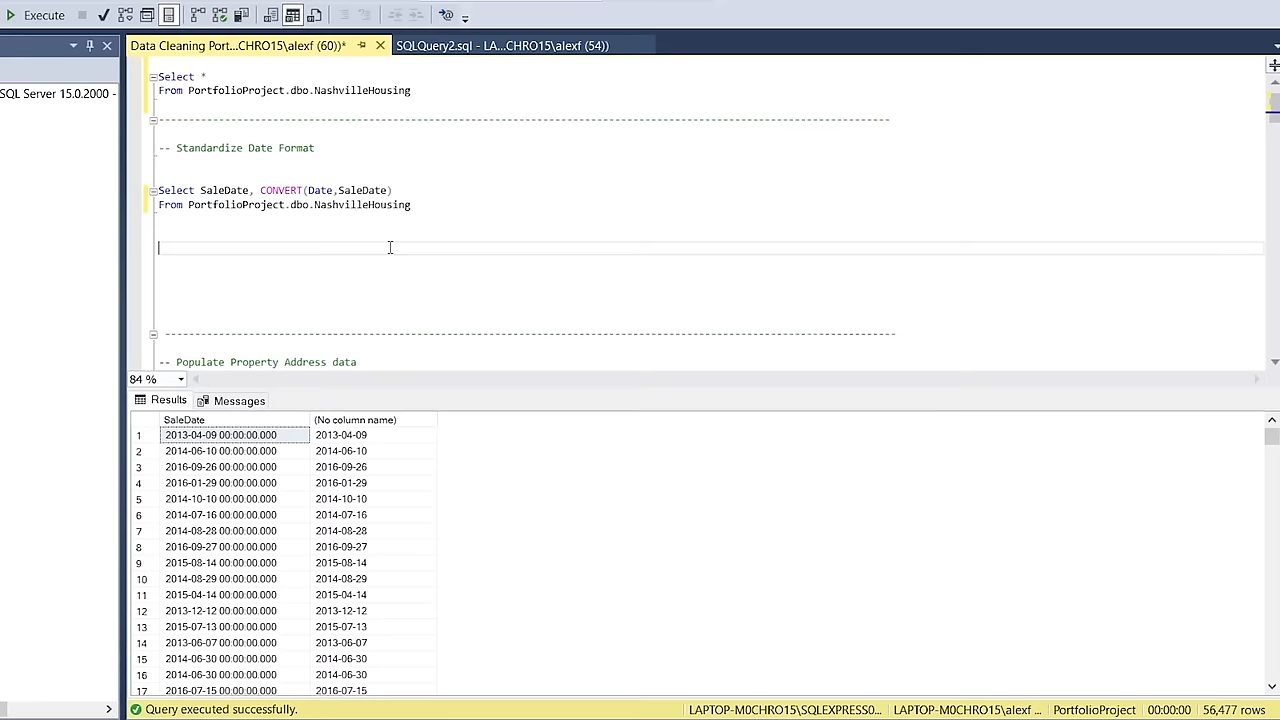 Execute
Data Cleaning Port...CHRO15\alexf (60))*
SQLQuery2.sql - LA...CHRO15\alexf (54))
SQL Server 15.0.2000 -
Select *
From PortfolioProject.dbo.NashvilleHousing
--------------------------------------------------------------------------------------------------------------------------
-- Standardize Date Format
Select SaleDate, CONVERT(Date,SaleDate)
From PortfolioProject.dbo.NashvilleHousing
--------------------------------------------------------------------------------------------------------------------------
-- Populate Property Address data
84 %
Results Messages
SaleDate (No column name)
1 2013-04-09 00:00:00.000 2013-04-09
2 2014-06-10 00:00:00.000 2014-06-10
3 2016-09-26 00:00:00.000 2016-09-26
4 2016-01-29 00:00:00.000 2016-01-29
5 2014-10-10 00:00:00.000 2014-10-10
6 2014-07-16 00:00:00.000 2014-07-16
7 2014-08-28 00:00:00.000 2014-08-28
8 2016-09-27 00:00:00.000 2016-09-27
9 2015-08-14 00:00:00.000 2015-08-14
10 2014-08-29 00:00:00.000 2014-08-29
11 2015-04-14 00:00:00.000 2015-04-14
12 2013-12-12 00:00:00.000 2013-12-12
13 2015-07-13 00:00:00.000 2015-07-13
14 2013-06-07 00:00:00.000 2013-06-07
15 2014-06-30 00:00:00.000 2014-06-30
16 2014-06-30 00:00:00.000 2014-06-30
17 2016-07-15 00:00:00.000 2016-07-15
Query executed successfully. LAPTOP-M0CHRO15\SQLEXPRESS0... LAPTOP-M0CHRO15\alexf ... PortfolioProject 00:00:00 56,477 rows